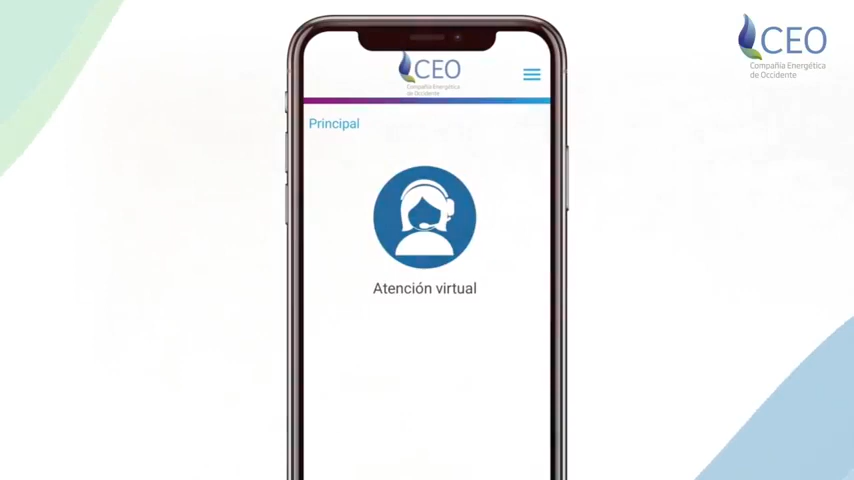 CEO
Compañía Energética
de Occidente
CEO
Compañía Energética
de Occidente
Principal
Atención virtual